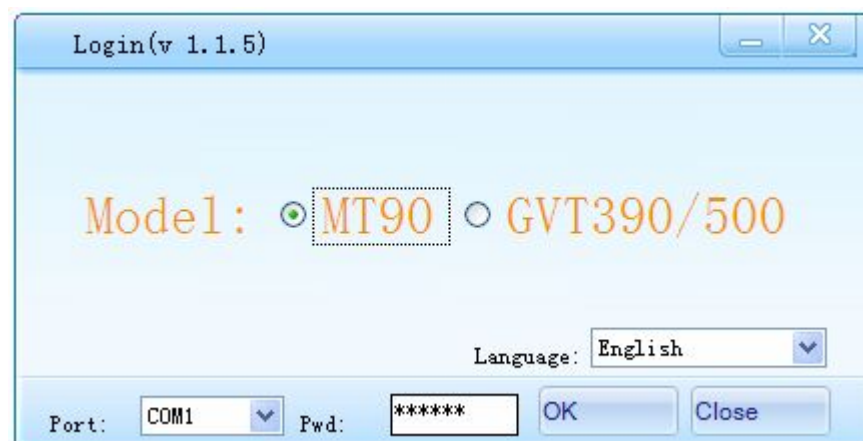 Login(v 1.1.5)
Model: MT90 GVT390/500
Language: English
Port: COM1 Pwd: ****** OK Close